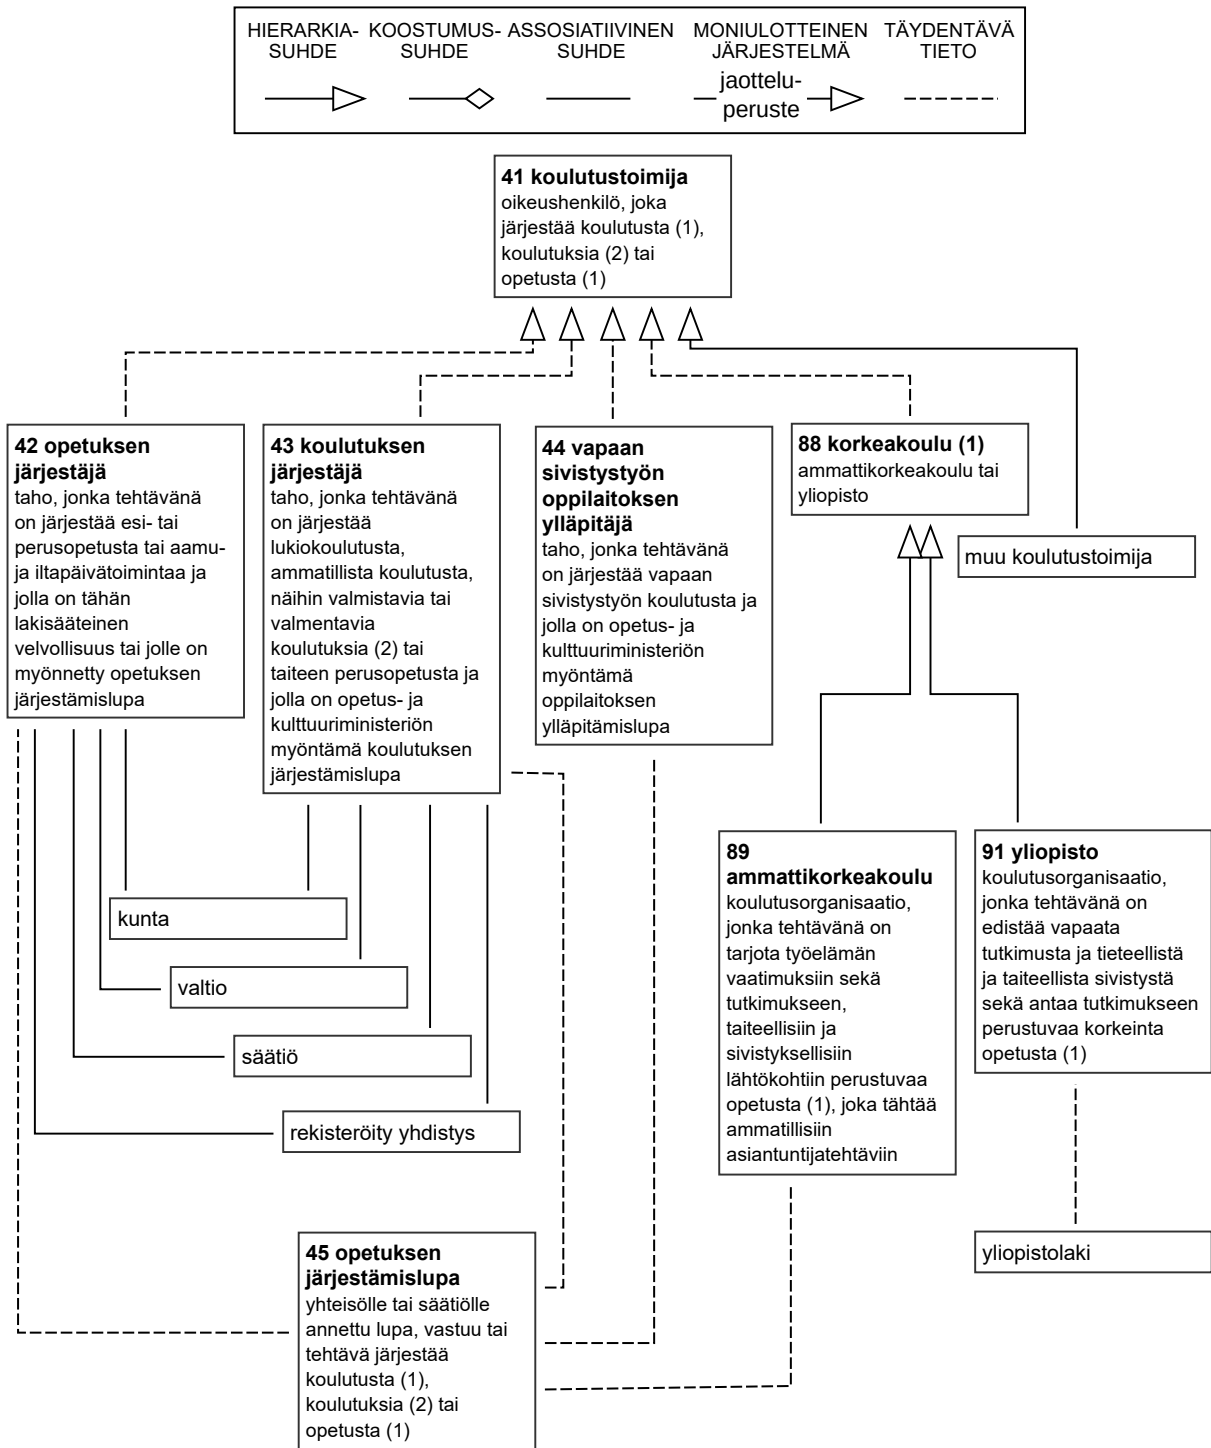 HIERARKIA-
SUHDE
KOOSTUMUS-
SUHDE
ASSOSIATIIVINEN
SUHDE
MONIULOTTEINEN
JÄRJESTELMÄ
TÄYDENTÄVÄ
TIETO
jaottelu-
peruste
41 koulutustoimija
oikeushenkilö, joka
järjestää koulutusta (1),
koulutuksia (2) tai
opetusta (1)
42 opetuksen
järjestäjä
taho, jonka tehtävänä
on järjestää esi- tai
perusopetusta tai aamu-
ja iltapäivätoimintaa ja
jolla on tähän
lakisääteinen
velvollisuus tai jolle on
myönnetty opetuksen
järjestämislupa
43 koulutuksen
järjestäjä
taho, jonka tehtävänä
on järjestää
lukiokoulutusta,
ammatillista koulutusta,
näihin valmistavia tai
valmentavia
koulutuksia (2) tai
taiteen perusopetusta ja
jolla on opetus- ja
kulttuuriministeriön
myöntämä koulutuksen
järjestämislupa
44 vapaan
sivistystyön
oppilaitoksen
ylläpitäjä
taho, jonka tehtävänä
on järjestää vapaan
sivistystyön koulutusta ja
jolla on opetus- ja
kulttuuriministeriön
myöntämä
oppilaitoksen
ylläpitämislupa
88 korkeakoulu (1)
ammattikorkeakoulu tai
yliopisto
muu koulutustoimija
kunta
valtio
säätiö
rekisteröity yhdistys
89
ammattikorkeakoulu
koulutusorganisaatio,
jonka tehtävänä on
tarjota työelämän
vaatimuksiin sekä
tutkimukseen,
taiteellisiin ja
sivistyksellisiin
lähtökohtiin perustuvaa
opetusta (1), joka tähtää
ammatillisiin
asiantuntijatehtäviin
91 yliopisto
koulutusorganisaatio,
jonka tehtävänä on
edistää vapaata
tutkimusta ja tieteellistä
ja taiteellista sivistystä
sekä antaa tutkimukseen
perustuvaa korkeinta
opetusta (1)
yliopistolaki
45 opetuksen
järjestämislupa
yhteisölle tai säätiölle
annettu lupa, vastuu tai
tehtävä järjestää
koulutusta (1),
koulutuksia (2) tai
opetusta (1)